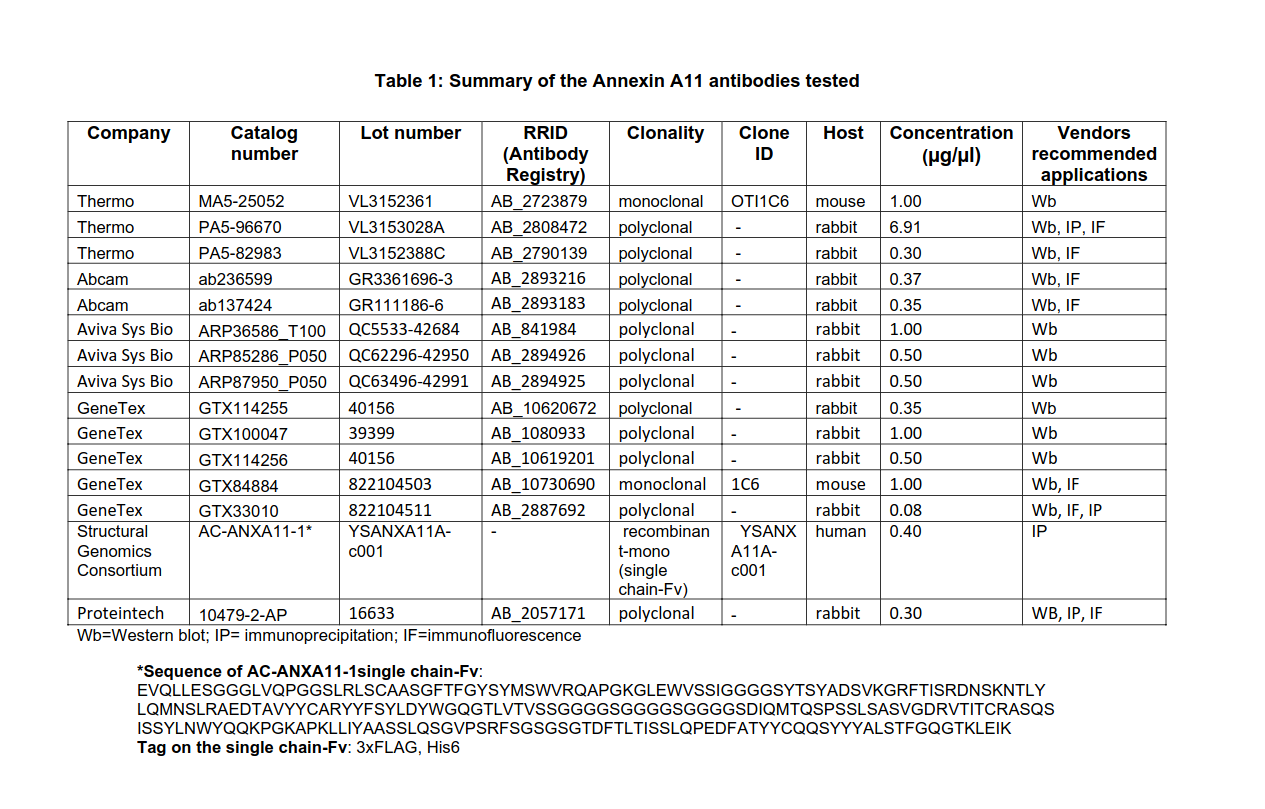 Table 1: Summary of the Annexin A11 antibodies tested
Company Catalog number Lot number RRID (Antibody Registry) Clonality Clone ID Host Concentration (µg/µl) Vendors recommended applications
Thermo MA5-25052 VL3152361 AB_2723879 monoclonal OTI1C6 mouse 1.00 Wb
Thermo PA5-96670 VL3153028A AB_2808472 polyclonal - rabbit 6.91 Wb, IP, IF
Thermo PA5-82983 VL3152388C AB_2790139 polyclonal - rabbit 0.30 Wb, IF
Abcam ab236599 GR3361696-3 AB_2893216 polyclonal - rabbit 0.37 Wb, IF
Abcam ab137424 GR111186-6 AB_2893183 polyclonal - rabbit 0.35 Wb, IF
Aviva Sys Bio ARP36586_T100 QC5533-42684 AB_841984 polyclonal - rabbit 1.00 Wb
Aviva Sys Bio ARP85286_P050 QC62296-42950 AB_2894926 polyclonal - rabbit 0.50 Wb
Aviva Sys Bio ARP87950_P050 QC63496-42991 AB_2894925 polyclonal - rabbit 0.50 Wb
GeneTex GTX114255 40156 AB_10620672 polyclonal - rabbit 0.35 Wb
GeneTex GTX100047 39399 AB_1080933 polyclonal - rabbit 1.00 Wb
GeneTex GTX114256 40156 AB_10619201 polyclonal - rabbit 0.50 Wb
GeneTex GTX84884 822104503 AB_10730690 monoclonal 1C6 mouse 1.00 Wb, IF
GeneTex GTX33010 822104511 AB_2887692 polyclonal - rabbit 0.08 Wb, IF, IP
Structural Genomics Consortium AC-ANXA11-1* YSANXA11A-c001 - recombinan t-mono (single chain-Fv) YSANX A11A-c001 human 0.40 IP
Proteintech 10479-2-AP 16633 AB_2057171 polyclonal - rabbit 0.30 WB, IP, IF
Wb=Western blot; IP= immunoprecipitation; IF=immunofluorescence
*Sequence of AC-ANXA11-1single chain-Fv:
EVQLLESGGGLVQPGGSLRLSCAASGFTFGYSYMSWVRQAPGKGLEWVSSIGGGGSYTSYADSVKGRFTISRDNSKNTLY
LQMNSLRAEDTAVYYCARYYFSYLDYWGQGTLVTVSSGGGGSGGGGSGGGGSDIQMTQSPSSLSASVGDRVTITCRASQS
ISSYLNWYQQKPGKAPKLLIYAASSLQSGVPSRFSGSGSGTDFTLTISSLQPEDFATYYCQQSYYYALSTFGQGTKLEIK
Tag on the single chain-Fv: 3xFLAG, His6